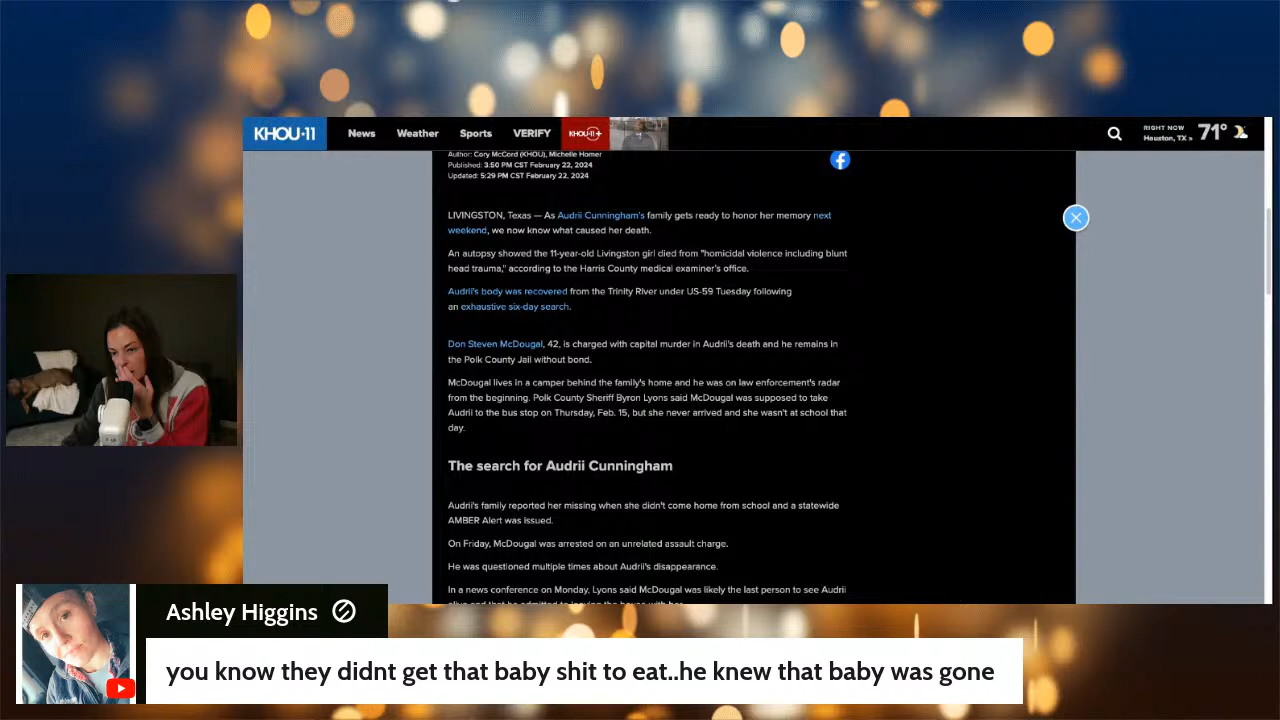 KHOU·11
News
Weather
Sports
VERIFY
KHOU·11+
RIGHT NOW
Houston, TX »
71°
Author: Cory McCord (KHOU), Michelle Homer
Published: 3:50 PM CST February 22, 2024
Updated: 5:29 PM CST February 22, 2024
LIVINGSTON, Texas — As Audrii Cunningham's family gets ready to honor her memory next
weekend, we now know what caused her death.
An autopsy showed the 11-year-old Livingston girl died from "homicidal violence including blunt
head trauma," according to the Harris County medical examiner's office.
Audrii's body was recovered from the Trinity River under US-59 Tuesday following
an exhaustive six-day search.
Don Steven McDougal, 42, is charged with capital murder in Audrii's death and he remains in
the Polk County Jail without bond.
McDougal lives in a camper behind the family's home and he was on law enforcement's radar
from the beginning. Polk County Sheriff Byron Lyons said McDougal was supposed to take
Audrii to the bus stop on Thursday, Feb. 15, but she never arrived and she wasn't at school that
day.
The search for Audrii Cunningham
Audrii's family reported her missing when she didn't come home from school and a statewide
AMBER Alert was issued.
On Friday, McDougal was arrested on an unrelated assault charge.
He was questioned multiple times about Audrii's disappearance.
In a news conference on Monday, Lyons said McDougal was likely the last person to see Audrii
Ashley Higgins
you know they didnt get that baby shit to eat..he knew that baby was gone